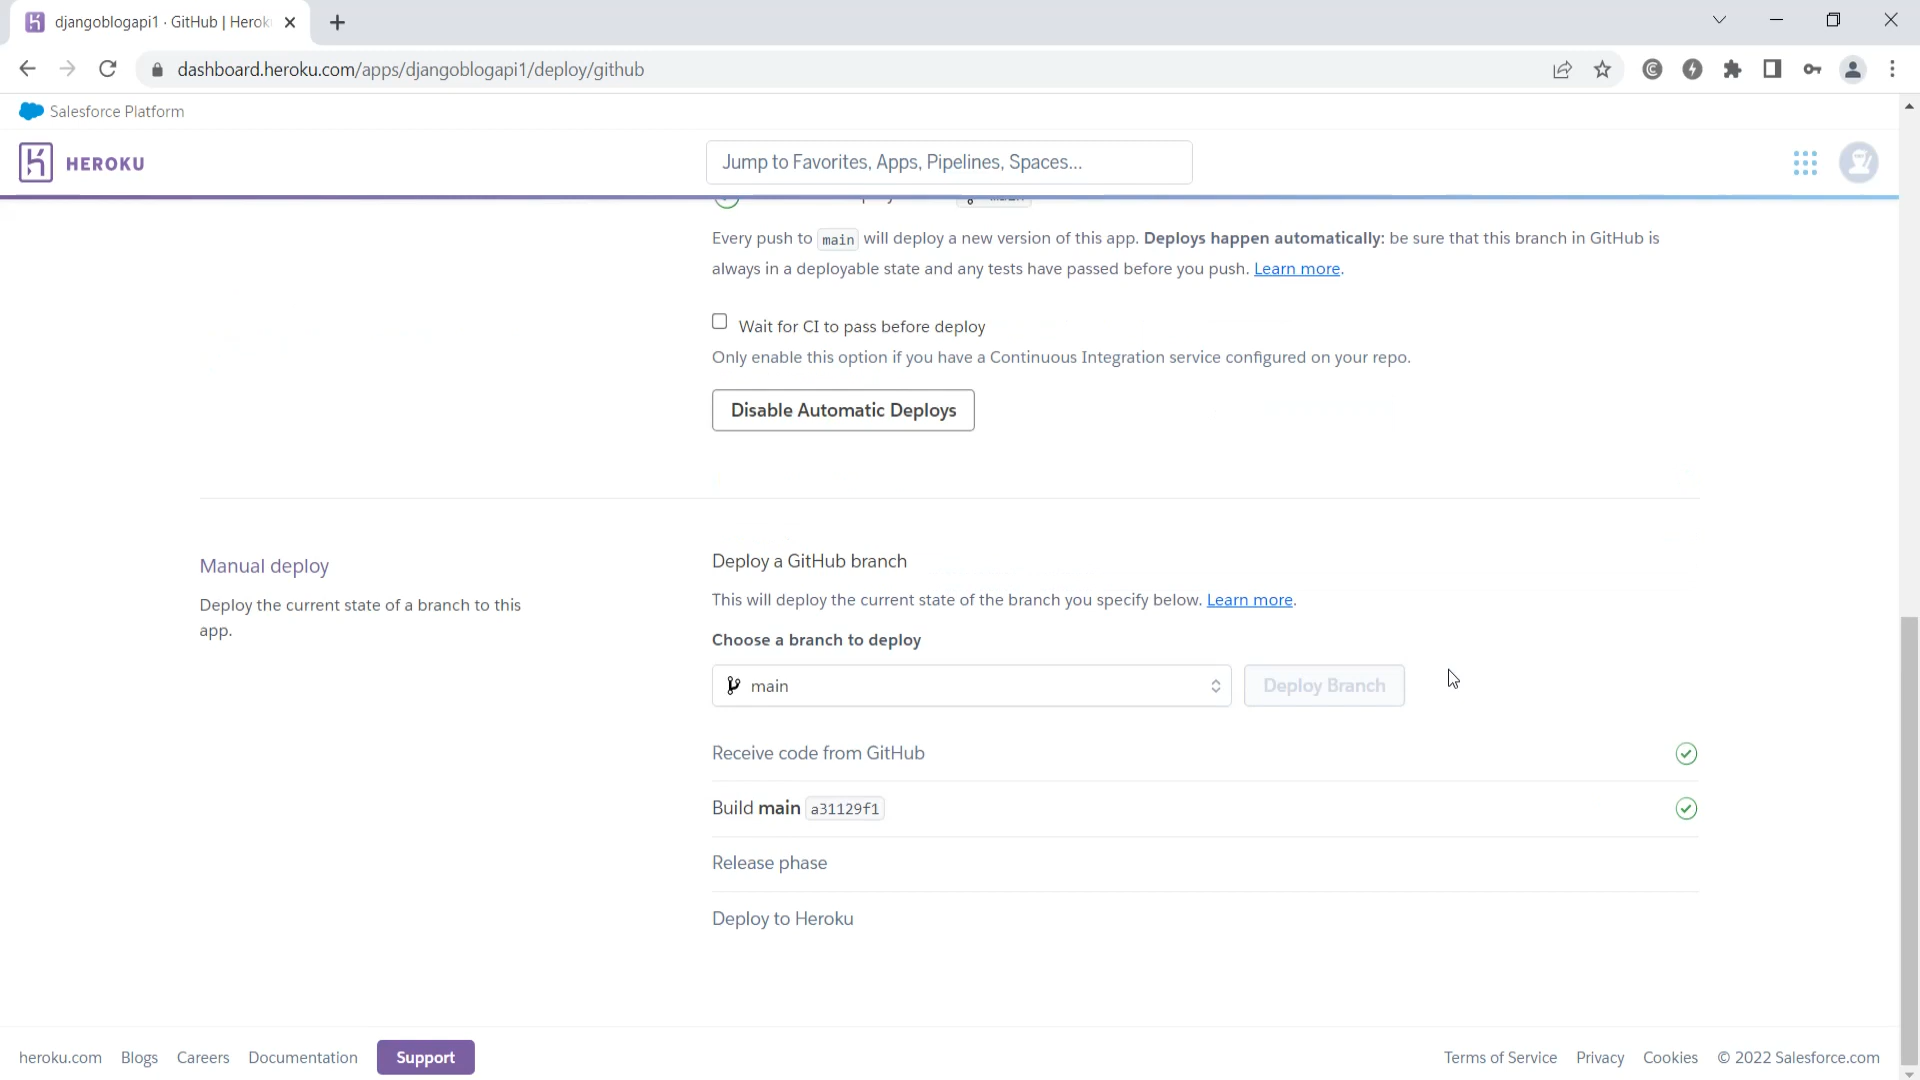 djangoblogapi1 · GitHub | Herok
dashboard.heroku.com/apps/djangoblogapi1/deploy/github
Salesforce Platform
HEROKU
Jump to Favorites, Apps, Pipelines, Spaces...
Every push to main will deploy a new version of this app. Deploys happen automatically: be sure that this branch in GitHub is
always in a deployable state and any tests have passed before you push. Learn more.
Wait for CI to pass before deploy
Only enable this option if you have a Continuous Integration service configured on your repo.
Disable Automatic Deploys
Manual deploy
Deploy the current state of a branch to this
app.
Deploy a GitHub branch
This will deploy the current state of the branch you specify below. Learn more.
Choose a branch to deploy
main
Deploy Branch
Receive code from GitHub
Build main a31129f1
Release phase
Deploy to Heroku
heroku.com Blogs Careers Documentation Support
Terms of Service Privacy Cookies © 2022 Salesforce.com